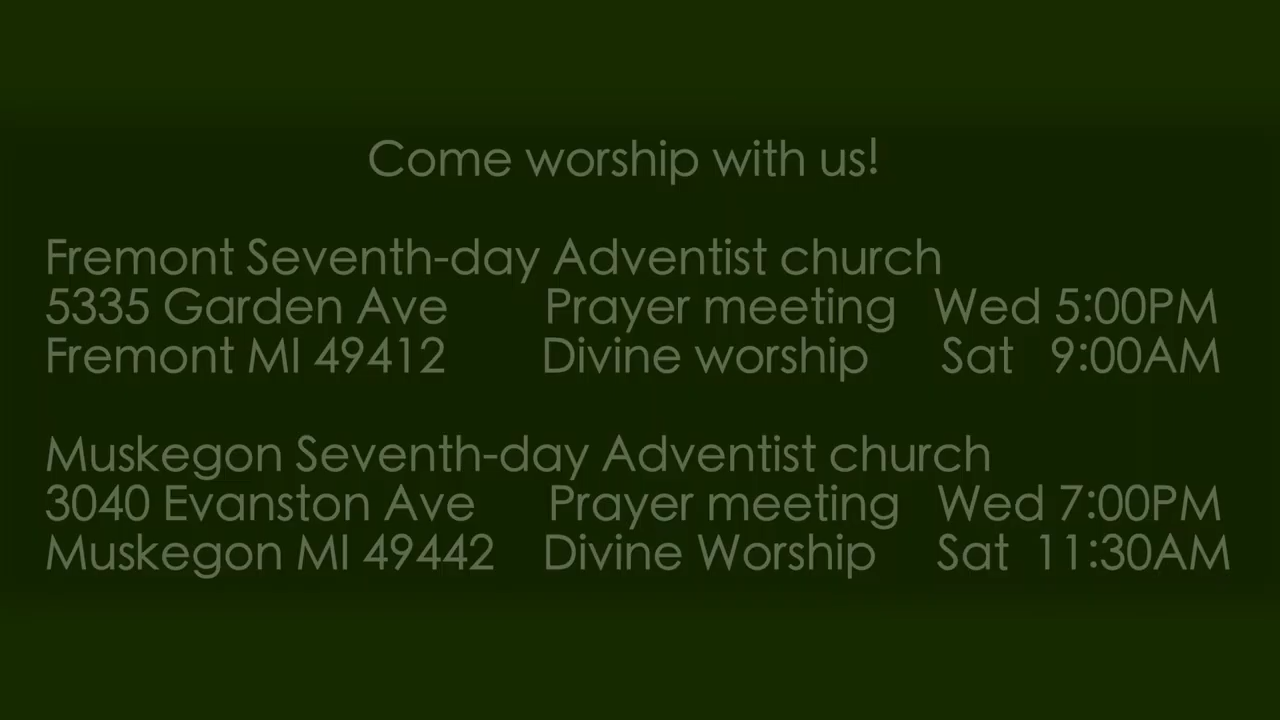 Come worship with us!
Fremont Seventh-day Adventist church
5335 Garden Ave Prayer meeting Wed 5:00PM
Fremont MI 49412 Divine worship Sat 9:00AM
Muskegon Seventh-day Adventist church
3040 Evanston Ave Prayer meeting Wed 7:00PM
Muskegon MI 49442 Divine Worship Sat 11:30AM